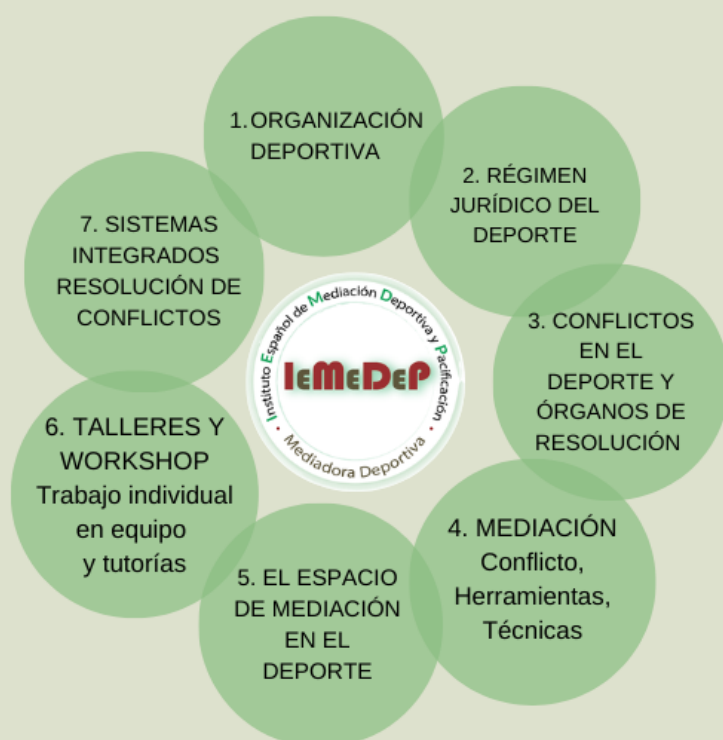 1.ORGANIZACIÓN
DEPORTIVA
2. RÉGIMEN
JURÍDICO DEL
DEPORTE
3. CONFLICTOS
EN EL
DEPORTE Y
ÓRGANOS DE
RESOLUCIÓN
4. MEDIACIÓN
Conflicto,
Herramientas,
Técnicas
5. EL ESPACIO
DE MEDIACIÓN
EN EL
DEPORTE
6. TALLERES Y
WORKSHOP
Trabajo individual
en equipo
y tutorías
7. SISTEMAS
INTEGRADOS
RESOLUCIÓN DE
CONFLICTOS
Instituto Español de Mediación Deportiva y Pacificación
IEMEDEP
Mediadora Deportiva